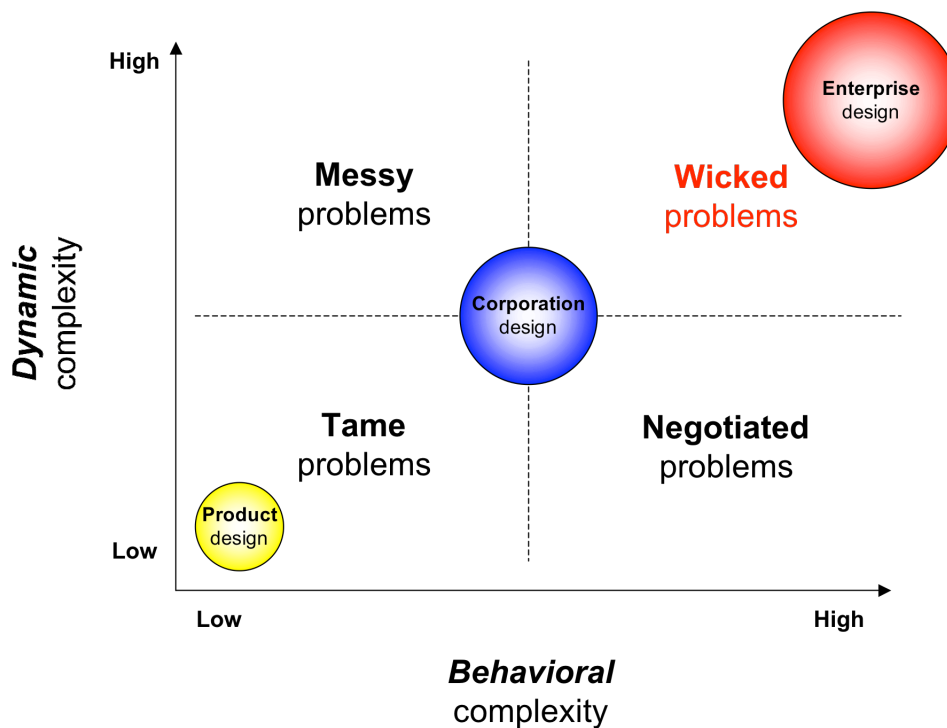 High
Enterprise
design
Messy
problems
Wicked
problems
Dynamic
complexity
Corporation
design
Tame
problems
Negotiated
problems
Product
design
Low
Low
High
Behavioral
complexity